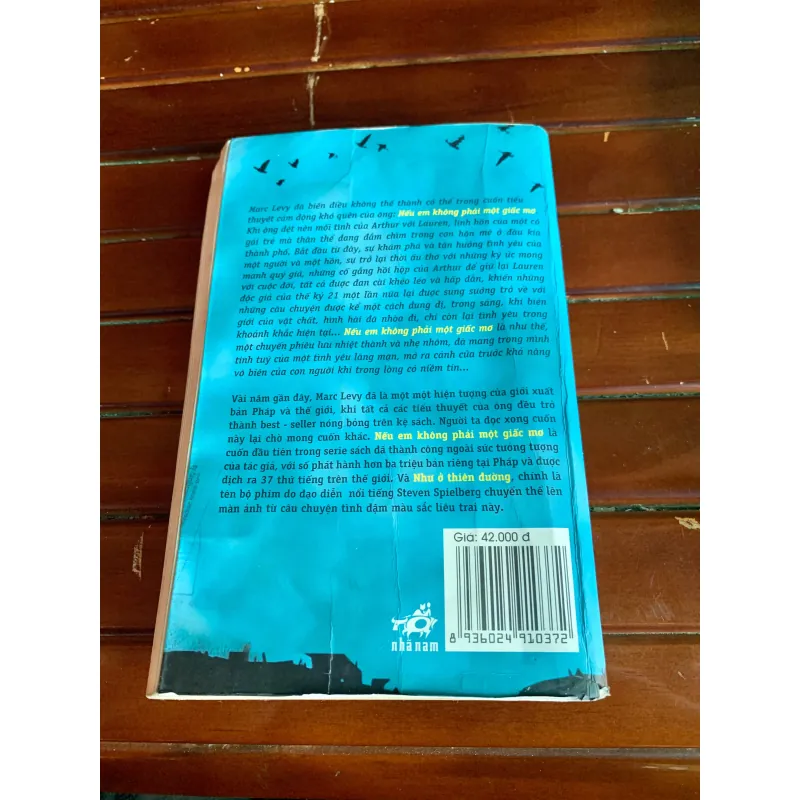 Marc Levy đã biến điều không thể thành có thể trong cuốn tiểu
thuyết cảm động khó quên của ông: Nếu em không phải một giấc mơ
Khi ông dệt nên mối tình của Arthur với Lauren, linh hồn của một cô
gái trẻ mà thân thể đang đắm chìm trong cơn hôn mê ở đầu kia
thành phố. Bắt đầu từ đây, sự khám phá và tận hưởng tình yêu của
một người và một hồn, sự trở lại thời ấu thơ với những ký ức mong
manh quý giá, những cố gắng hồi hộp của Arthur để giữ lại Lauren
với cuộc đời, tất cả được đan cài khéo léo và hấp dẫn, khiến những
độc giả của thế kỷ 21 một lần nữa lại được sung sướng trở về với
những câu chuyện được kể một cách dung dị, trong sáng, khi biên
giới của vật chất, hình hài đã nhòa đi, chỉ còn lại tình yêu trong
khoảnh khắc hiện tại... Nếu em không phải một giấc mơ là như thế,
một chuyến phiêu lưu nhiệt thành và nhẹ nhõm, đã mang trong mình
tinh tuý của một tình yêu lãng mạn, mở ra cánh cửa trước khả năng
vô biên của con người khi trong lòng có niềm tin...
Vài năm gần đây, Marc Levy đã là một một hiện tượng của giới xuất
bản Pháp và thế giới, khi tất cả các tiểu thuyết của ông đều trở
thành best - seller nóng bỏng trên kệ sách. Người ta đọc xong cuốn
này lại chờ mong cuốn khác. Nếu em không phải một giấc mơ là
cuốn đầu tiên trong serie sách đã thành công ngoài sức tưởng tượng
của tác giả, với số phát hành hơn ba triệu bản riêng tại Pháp và được
dịch ra 37 thứ tiếng trên thế giới. Và Như ở thiên đường, chính là
tên bộ phim do đạo diễn nổi tiếng Steven Spielberg chuyển thể lên
màn ảnh từ câu chuyện tình đậm màu sắc liêu trai này.
Giá: 42.000 đ
8 936024 910372
nhã nam